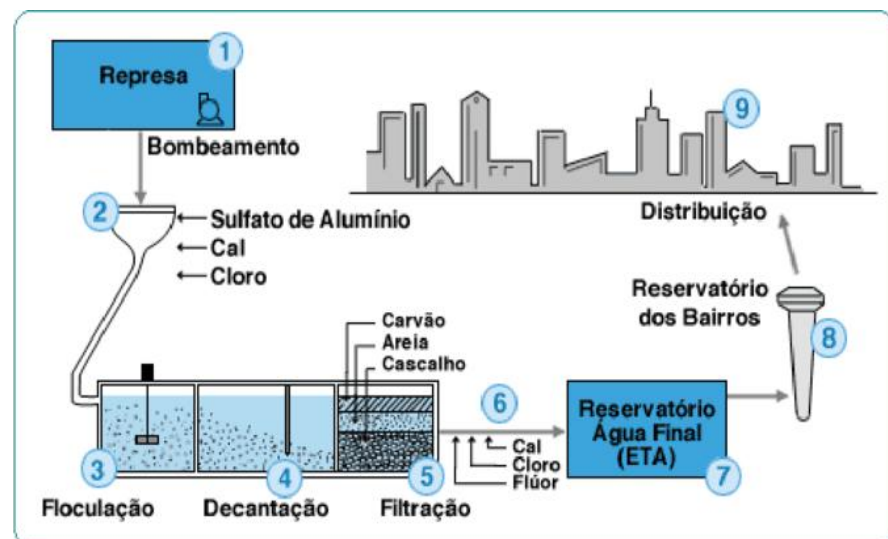 1
Represa
Bombeamento
2
Sulfato de Alumínio
Cal
Cloro
Carvão
Areia
Cascalho
3
Floculação
4
Decantação
5
Filtração
6
Cal
Cloro
Flúor
Reservatório
Água Final
(ETA)
7
Reservatório
dos Bairros
8
Distribuição
9